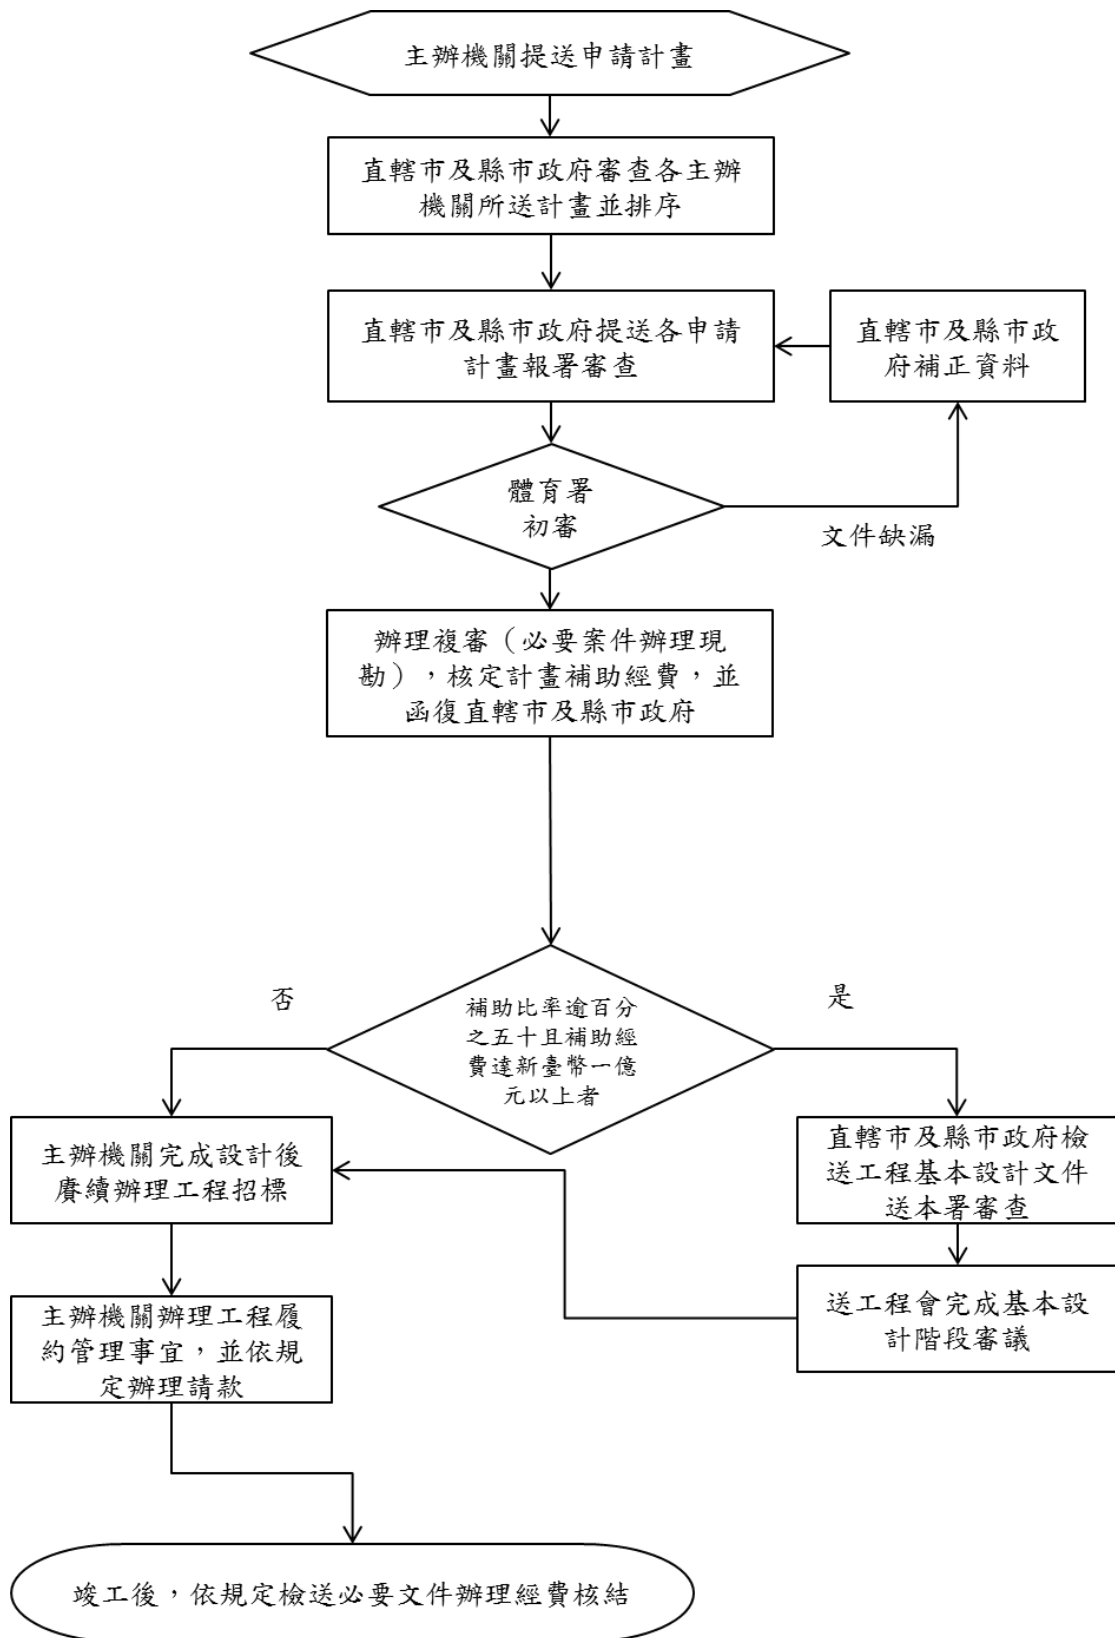 主辦機關提送申請計畫
直轄市及縣市政府審查各主辦
機關所送計畫並排序
直轄市及縣市政府提送各申請
計畫報署審查
直轄市及縣市政
府補正資料
體育署
初審
文件缺漏
辦理複審（必要案件辦理現
勘），核定計畫補助經費，並
函復直轄市及縣市政府
否
補助比率逾百分
之五十且補助經
費達新臺幣一億
元以上者
是
主辦機關完成設計後
賡續辦理工程招標
直轄市及縣市政府檢
送工程基本設計文件
送本署審查
主辦機關辦理工程履
約管理事宜，並依規
定辦理請款
送工程會完成基本設
計階段審議
竣工後，依規定檢送必要文件辦理經費核結